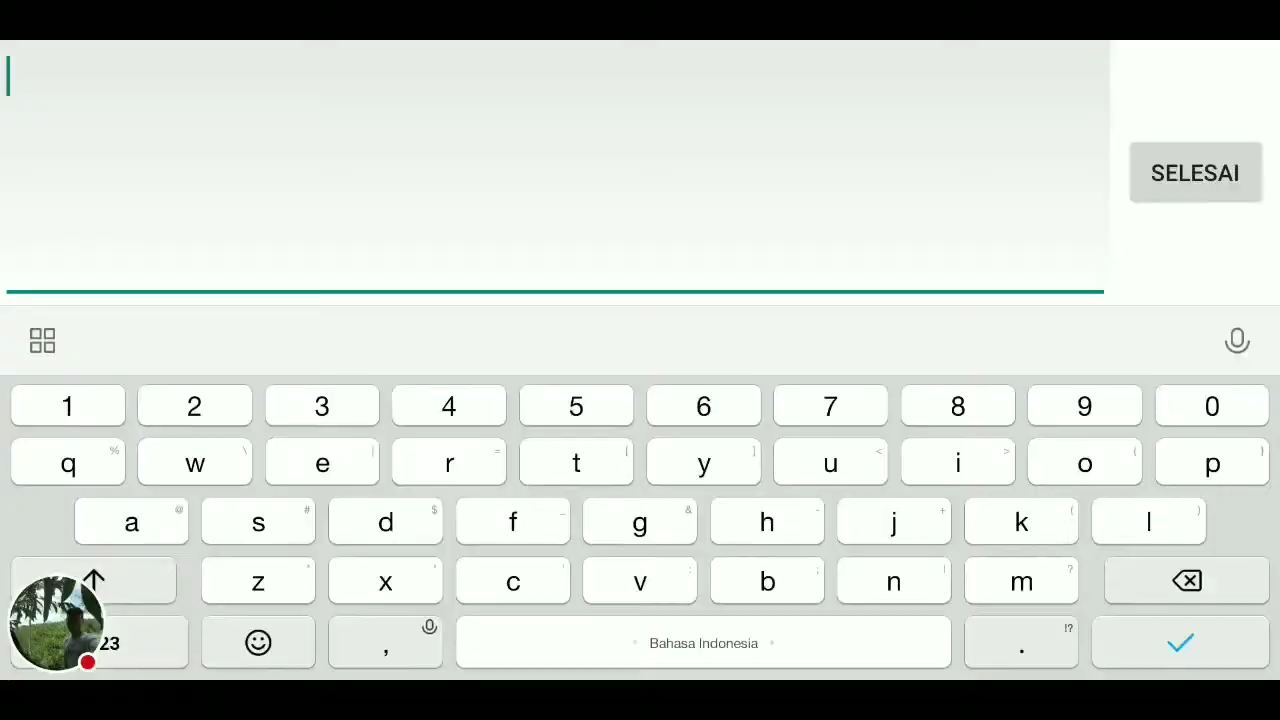 SELESAI
1 2 3 4 5 6 7 8 9 0
q % w \ e | r = t [ y ] u < i > o { p }
a @ s # d $ f _ g & h - j + k ( l )
z x c v b ; n ! m ?
23 , Bahasa Indonesia . !?